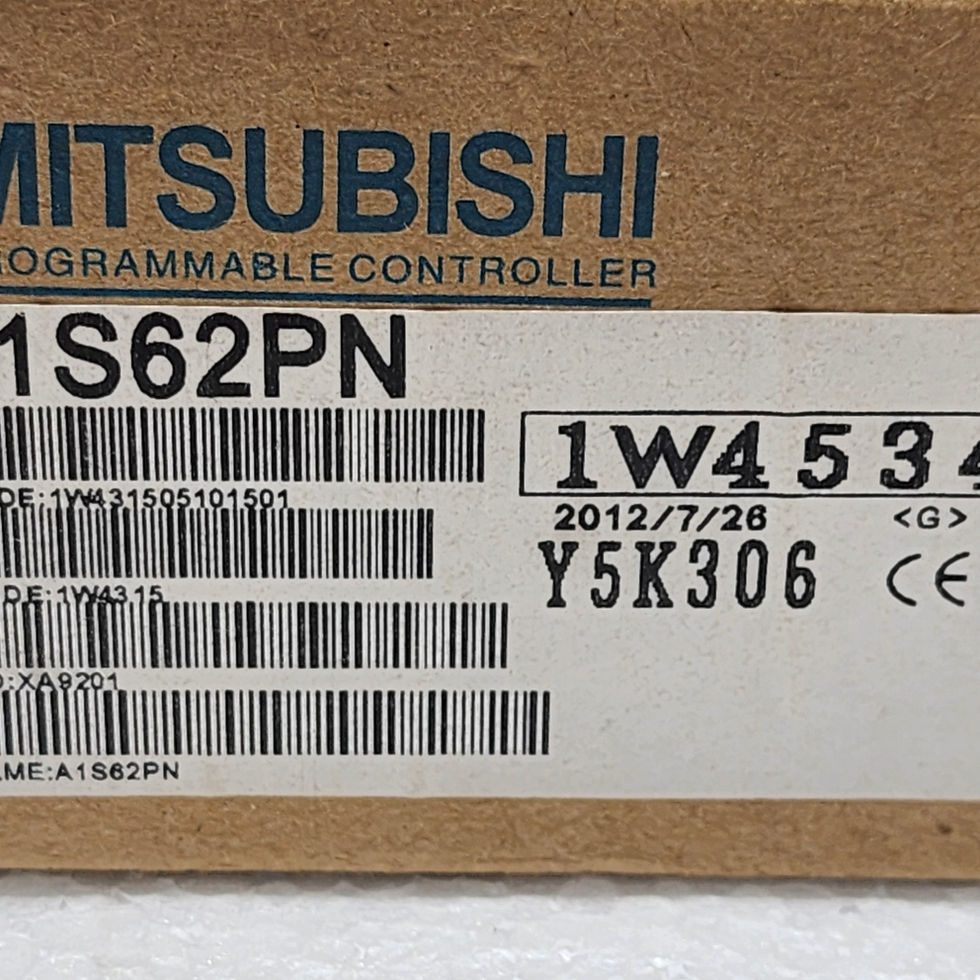 MITSUBISHI
ROGRAMMABLE CONTROLLER
1S62PN
1W4534
DE:1W431505101501
2012/7/26 <G>
Y5K306 CE
DE:1W4315
D:XA9201
AME:A1S62PN